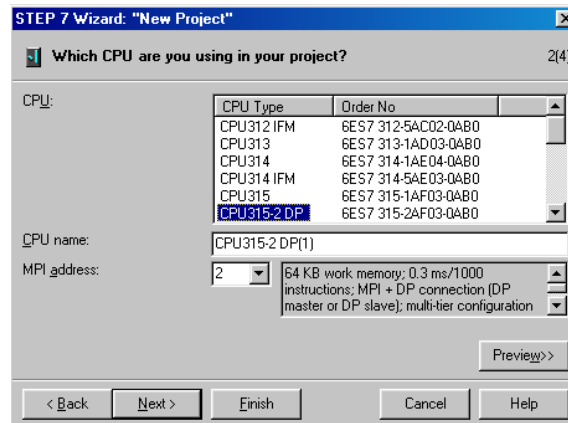 STEP 7 Wizard: "New Project"
Which CPU are you using in your project?
2(4)
CPU:
CPU Type Order No
CPU312 IFM 6ES7 312-5AC02-0AB0
CPU313 6ES7 313-1AD03-0AB0
CPU314 6ES7 314-1AE04-0AB0
CPU314 IFM 6ES7 314-5AE03-0AB0
CPU315 6ES7 315-1AF03-0AB0
CPU315-2 DP 6ES7 315-2AF03-0AB0
CPU name:
CPU315-2 DP(1)
MPI address:
2
64 KB work memory; 0.3 ms/1000
instructions; MPI + DP connection (DP
master or DP slave); multi-tier configuration
Preview>>
< Back Next > Finish Cancel Help